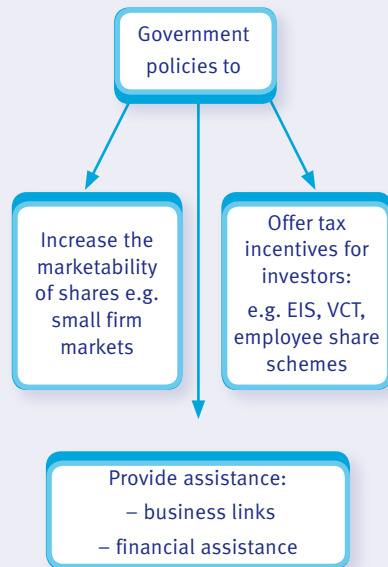 Government
policies to
Increase the
marketability
of shares e.g.
small firm
markets
Offer tax
incentives for
investors:
e.g. EIS, VCT,
employee share
schemes
Provide assistance:
– business links
– financial assistance